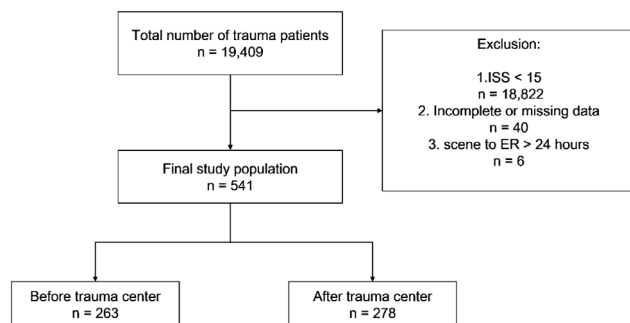 Total number of trauma patients
n = 19,409
Exclusion:
1.ISS < 15
n = 18,822
2. Incomplete or missing data
n = 40
3. scene to ER > 24 hours
n = 6
Final study population
n = 541
Before trauma center
n = 263
After trauma center
n = 278